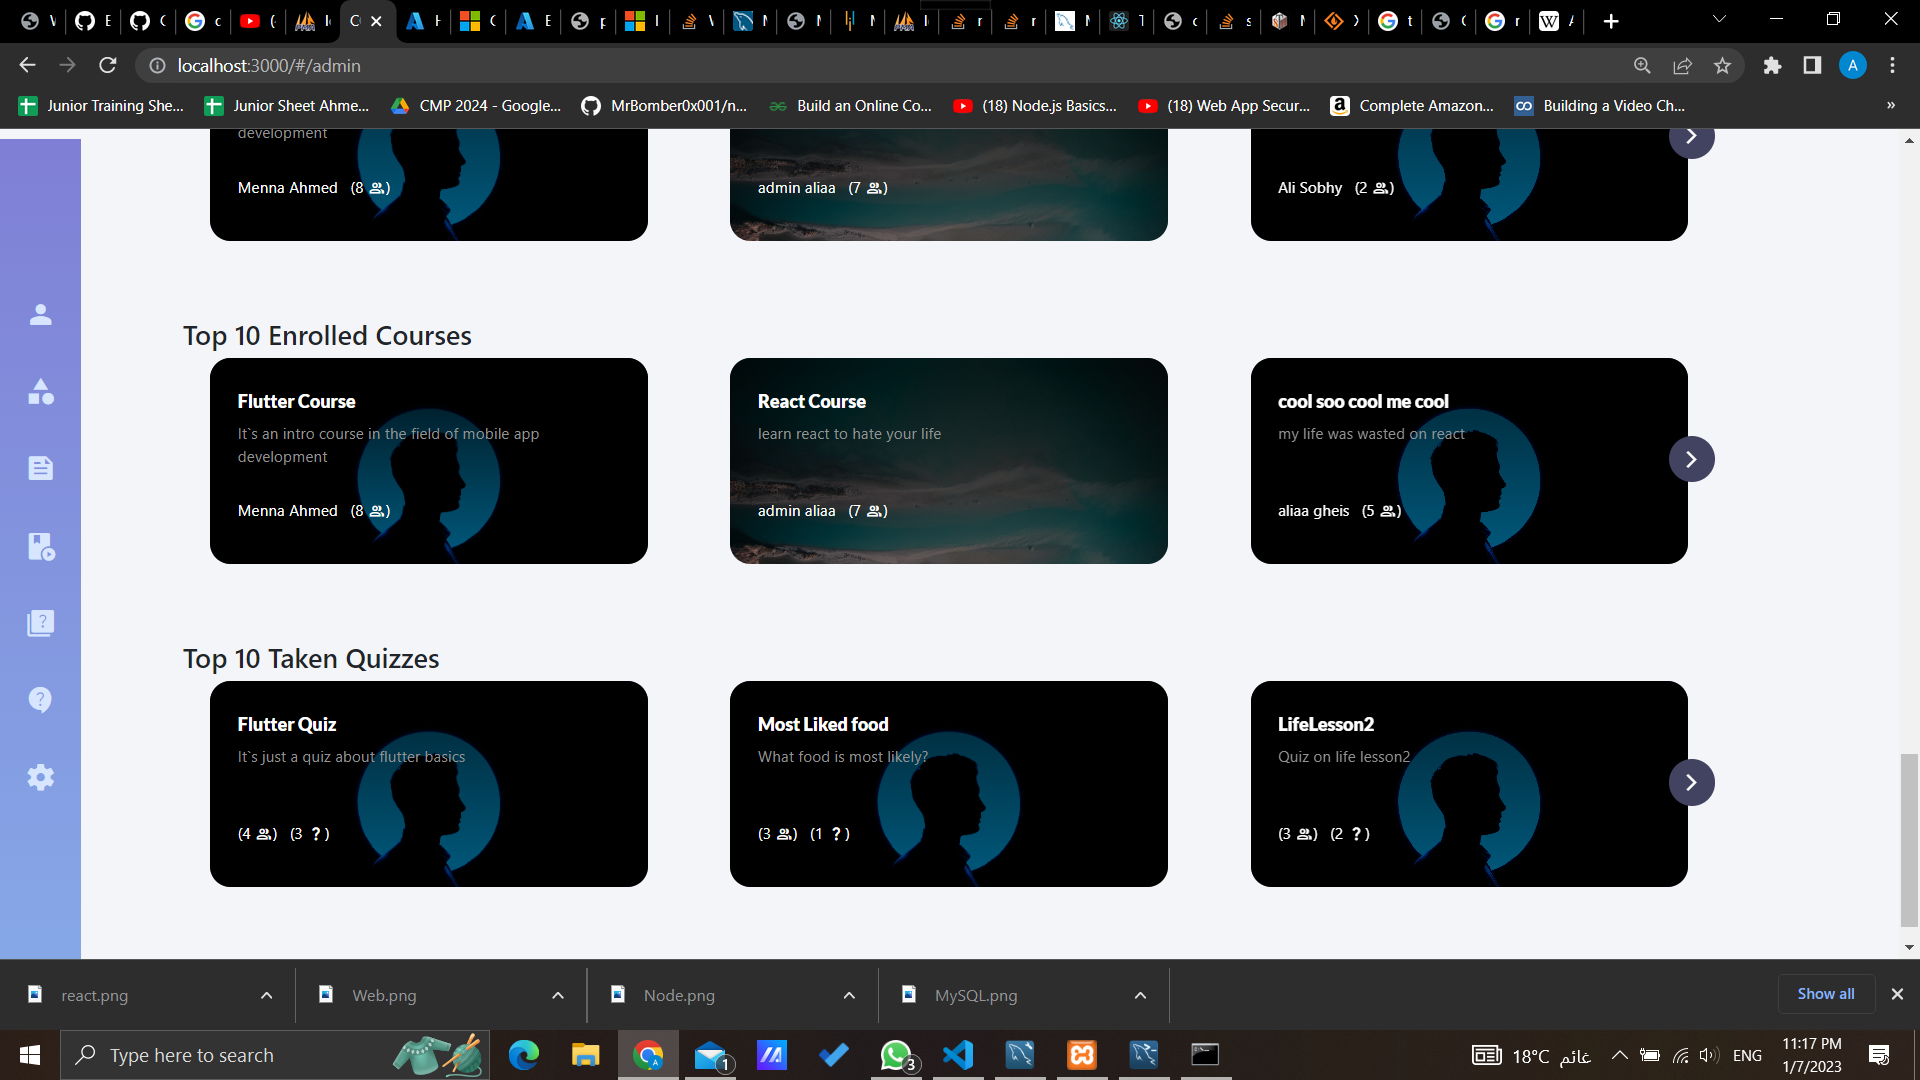 localhost:3000/#/admin
A
Junior Training She...
Junior Sheet Ahme...
CMP 2024 - Google...
MrBomber0x001/n...
Build an Online Co...
(18) Node.js Basics...
(18) Web App Secur...
Complete Amazon...
Building a Video Ch...
»
development
Menna Ahmed (8 )
admin aliaa (7 )
Ali Sobhy (2 )
Top 10 Enrolled Courses
Flutter Course
It`s an intro course in the field of mobile app
development
Menna Ahmed (8 )
React Course
learn react to hate your life
admin aliaa (7 )
cool soo cool me cool
my life was wasted on react
aliaa gheis (5 )
Top 10 Taken Quizzes
Flutter Quiz
It`s just a quiz about flutter basics
(4 ) (3 ?)
Most Liked food
What food is most likely?
(3 ) (1 ?)
LifeLesson2
Quiz on life lesson2
(3 ) (2 ?)
react.png
Web.png
Node.png
MySQL.png
Show all
Type here to search
1
3
18°C غائم
ENG
11:17 PM
1/7/2023